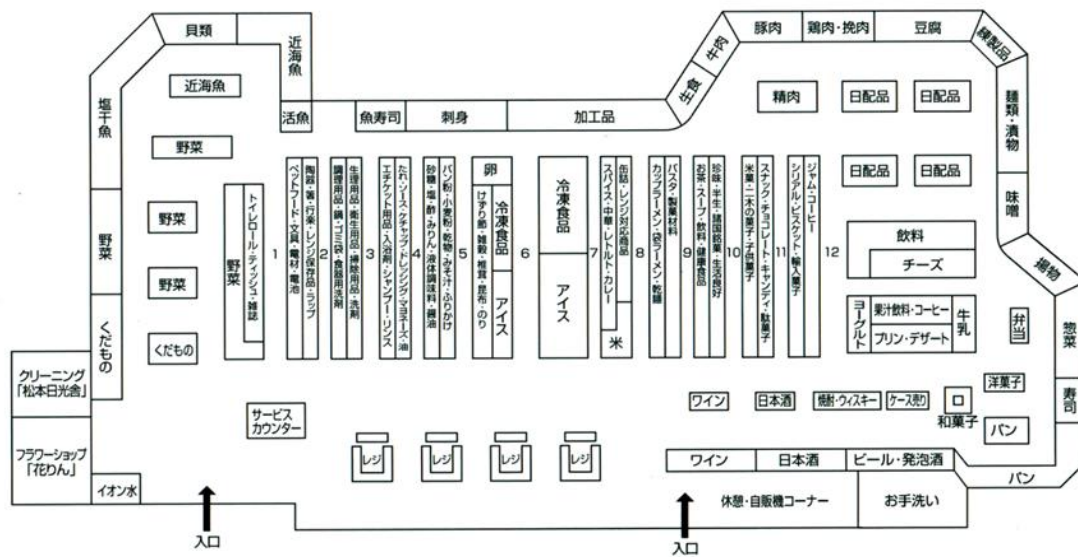 貝類
近海魚
豚肉
鶏肉・挽肉
豆腐
練製品
牛肉
生食
近海魚
塩干魚
活魚
魚寿司
刺身
加工品
精肉
日配品
日配品
麺類・漬物
野菜
日配品
日配品
野菜
野菜
野菜
くだもの
くだもの
味噌
野菜
トイレロール・ティッシュ・雑誌
1
ペットフード・文具・電材・電池
陶器・箸・行楽・レンジ保存品・ラップ
2
調理用品・鍋・ゴミ袋・食器用洗剤
生理用品・衛生用品・掃除用品・洗剤
3
エチケット用品・入浴剤・シャンプー・リンス
たれ・ソース・ケチャップ・ドレッシング・マヨネーズ・油
4
砂糖・塩・酢・みりん・液体調味料・醤油
パン粉・小麦粉・乾物・みそ汁・ふりかけ
5
卵
けずり節・雑穀・椎茸・昆布・のり
冷凍食品
アイス
6
冷凍食品
アイス
7
スパイス・中華・レトルト・カレー
缶詰・レンジ対応商品
米
8
カップラーメン・袋ラーメン・乾麺
パスタ・製菓材料
9
お茶・スープ・飲料・健康食品
珍味・半生・諸国銘菓・生活良好
10
米菓・二木の菓子・子供菓子
スナック・チョコレート・キャンディ・駄菓子
11
シリアル・ビスケット・輸入菓子
ジャム・コーヒー
12
飲料
チーズ
揚物
ヨーグルト
果汁飲料・コーヒー
プリン・デザート
牛乳
弁当
惣菜
クリーニング
「松本日光舎」
フラワーショップ
「花りん」
イオン水
サービス
カウンター
ワイン
日本酒
焼酎・ウィスキー
ケース売り
和菓子
洋菓子
寿司
パン
レジ
レジ
レジ
レジ
ワイン
日本酒
ビール・発泡酒
パン
休憩・自販機コーナー
お手洗い
入口
入口